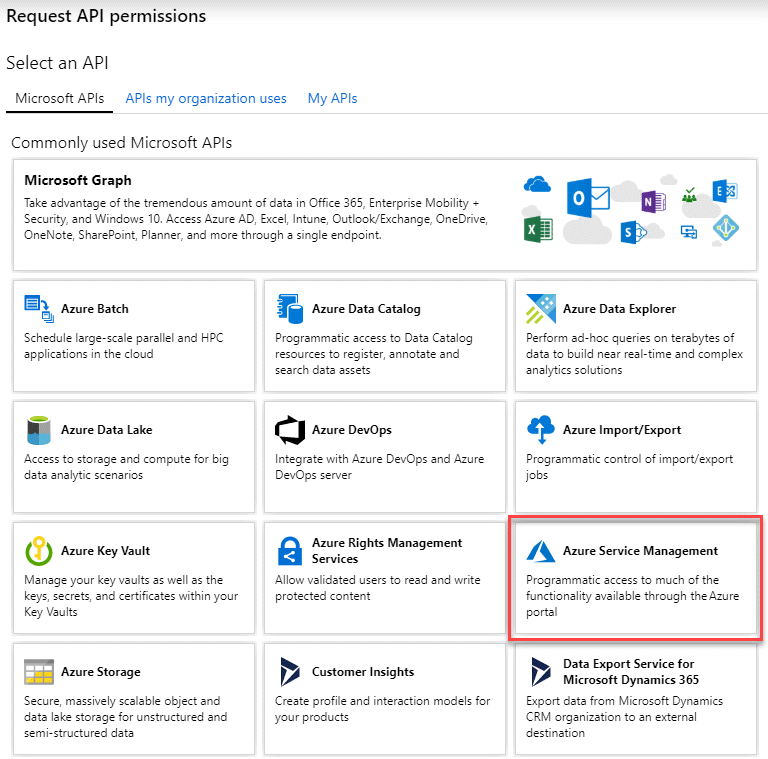 Request API permissions
Select an API
Microsoft APIs APIs my organization uses My APIs
Commonly used Microsoft APIs
Microsoft Graph
Take advantage of the tremendous amount of data in Office 365, Enterprise Mobility +
Security, and Windows 10. Access Azure AD, Excel, Intune, Outlook/Exchange, OneDrive,
OneNote, SharePoint, Planner, and more through a single endpoint.
Azure Batch
Schedule large-scale parallel and HPC
applications in the cloud
Azure Data Catalog
Programmatic access to Data Catalog
resources to register, annotate and
search data assets
Azure Data Explorer
Perform ad-hoc queries on terabytes of
data to build near real-time and complex
analytics solutions
Azure Data Lake
Access to storage and compute for big
data analytic scenarios
Azure DevOps
Integrate with Azure DevOps and Azure
DevOps server
Azure Import/Export
Programmatic control of import/export
jobs
Azure Key Vault
Manage your key vaults as well as the
keys, secrets, and certificates within your
Key Vaults
Azure Rights Management
Services
Allow validated users to read and write
protected content
Azure Service Management
Programmatic access to much of the
functionality available through the Azure
portal
Azure Storage
Secure, massively scalable object and
data lake storage for unstructured and
semi-structured data
Customer Insights
Create profile and interaction models for
your products
Data Export Service for
Microsoft Dynamics 365
Export data from Microsoft Dynamics
CRM organization to an external
destination